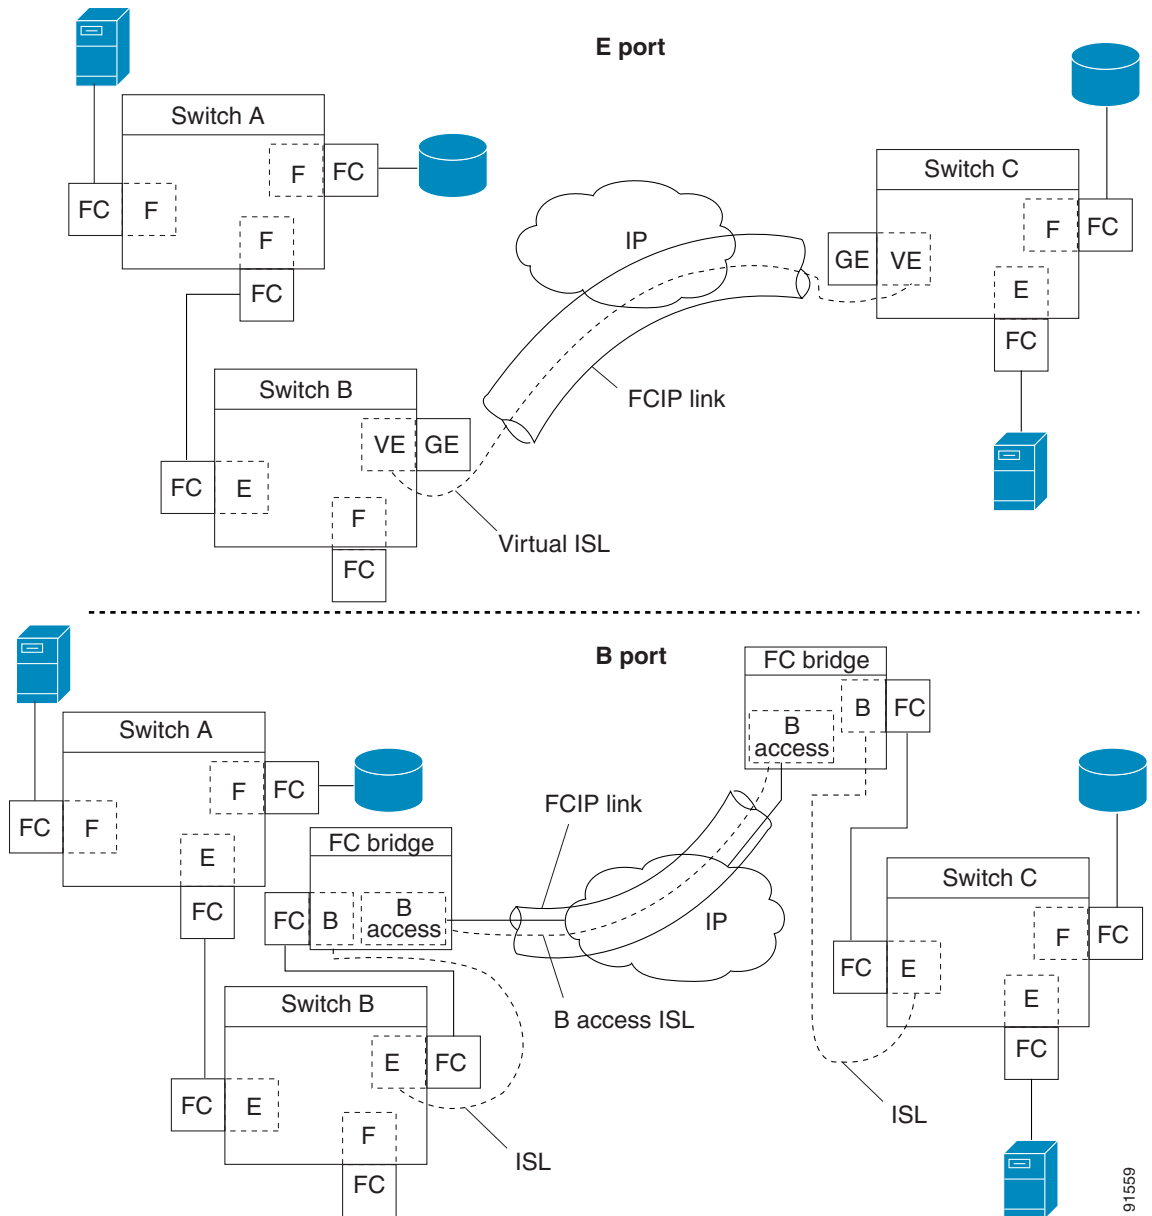 E port
Switch A
F
FC
FC
F
F
FC
IP
Switch C
F
FC
GE
VE
E
FC
FCIP link
Switch B
VE
GE
FC
E
F
FC
Virtual ISL
B port
FC bridge
B
FC
B
access
Switch A
F
FC
FC
F
E
FC
FCIP link
FC bridge
FC
B
B
access
IP
B access ISL
Switch C
F
FC
FC
E
E
FC
ISL
Switch B
E
FC
FC
E
F
FC
ISL
91559